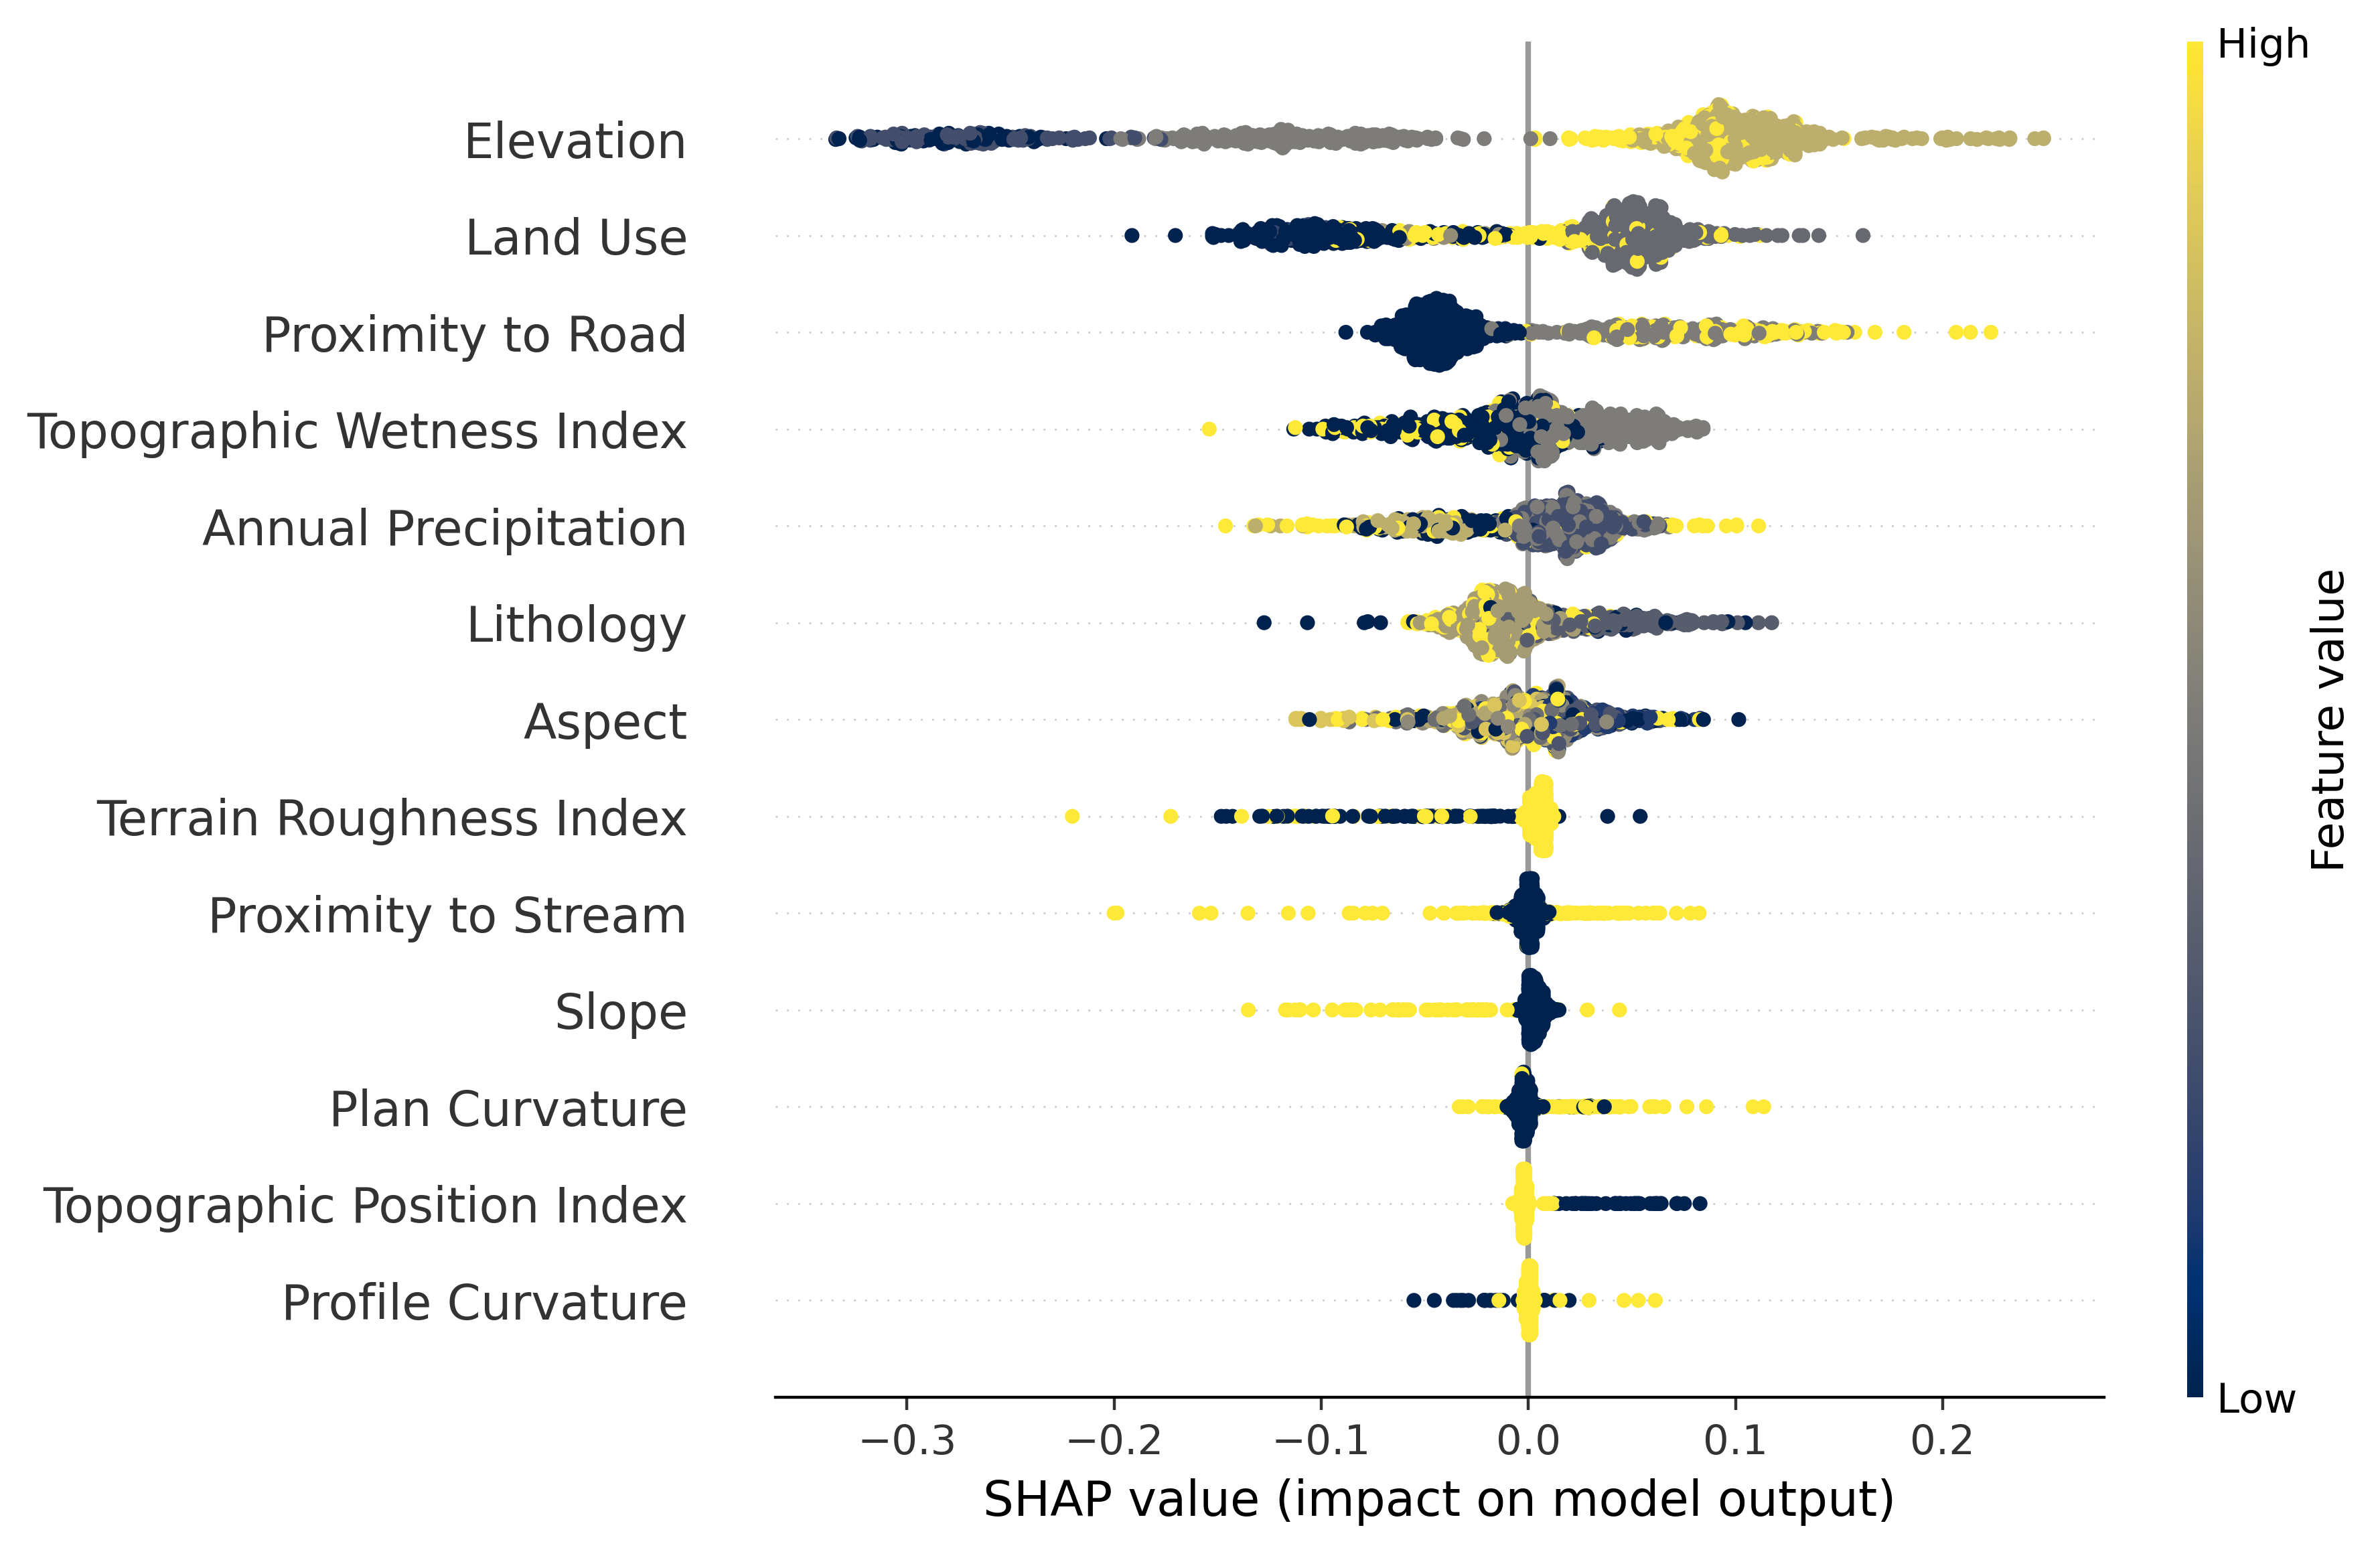 High
Elevation
Land Use
Proximity to Road
Topographic Wetness Index
Annual Precipitation
Lithology
Aspect
Terrain Roughness Index
Proximity to Stream
Slope
Plan Curvature
Topographic Position Index
Profile Curvature
Feature value
Low
−0.3 −0.2 −0.1 0.0 0.1 0.2
SHAP value (impact on model output)